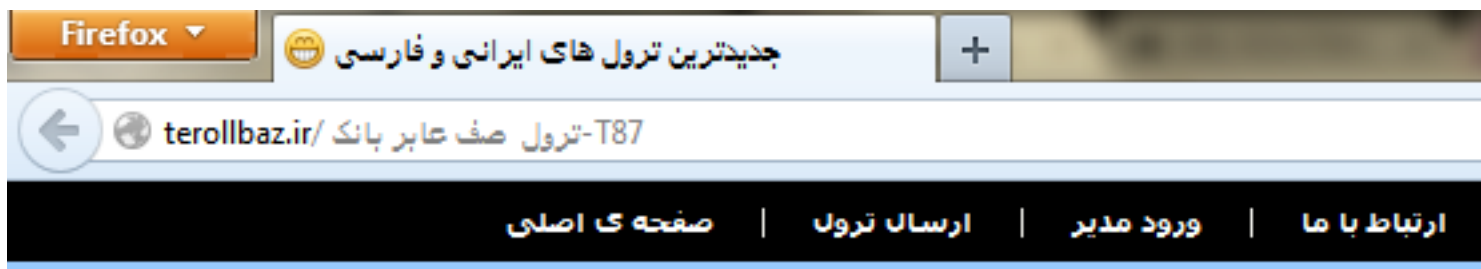 Firefox
جدیدترین ترول های ایرانی و فارسی
terollbaz.ir/ترول صف عابر بانک-T87
صفحه ی اصلی | ارسال ترول | ورود مدیر | ارتباط با ما